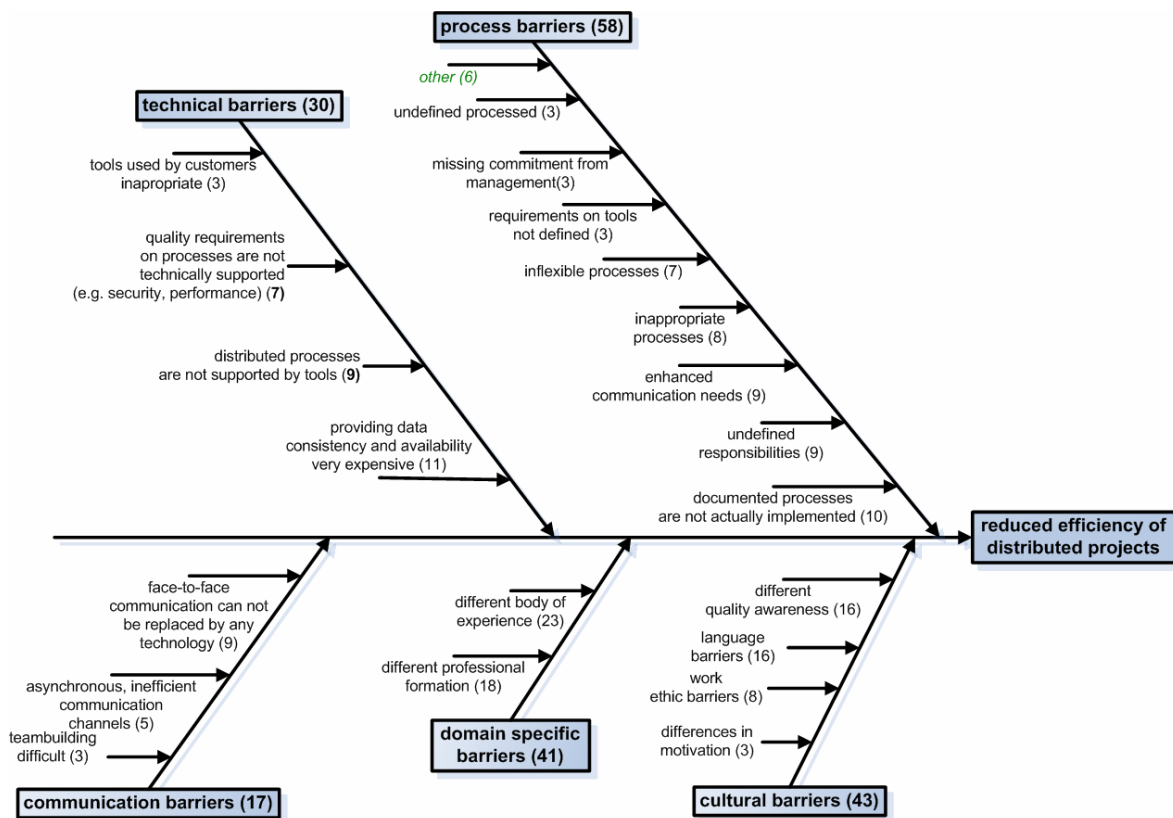 process barriers (58)
other (6)
undefined processed (3)
missing commitment from
management(3)
requirements on tools
not defined (3)
inflexible processes (7)
inappropriate
processes (8)
enhanced
communication needs (9)
undefined
responsibilities (9)
documented processes
are not actually implemented (10)
technical barriers (30)
tools used by customers
inapropriate (3)
quality requirements
on processes are not
technically supported
(e.g. security, performance) (7)
distributed processes
are not supported by tools (9)
providing data
consistency and availability
very expensive (11)
reduced efficiency of
distributed projects
face-to-face
communication can not
be replaced by any
technology (9)
asynchronous, inefficient
communication
channels (5)
teambuilding
difficult (3)
communication barriers (17)
different body of
experience (23)
different professional
formation (18)
domain specific
barriers (41)
different
quality awareness (16)
language
barriers (16)
work
ethic barriers (8)
differences in
motivation (3)
cultural barriers (43)